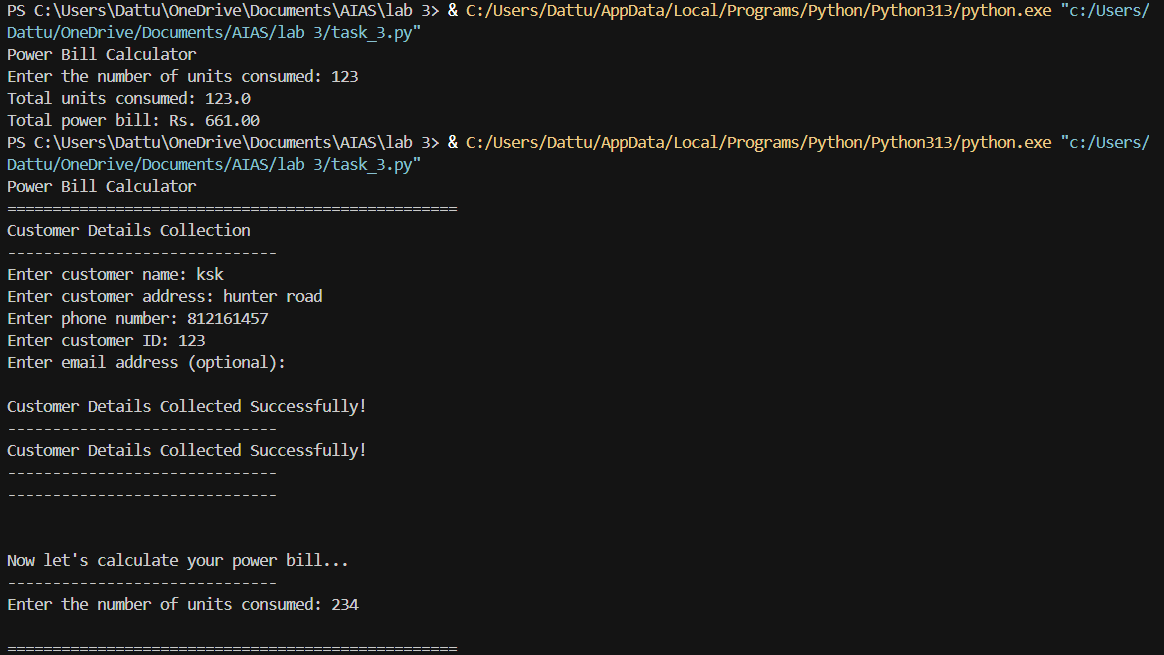 PS C:\Users\Dattu\OneDrive\Documents\AIAS\lab 3> & C:/Users/Dattu/AppData/Local/Programs/Python/Python313/python.exe "c:/Users/
Dattu/OneDrive/Documents/AIAS/lab 3/task_3.py"
Power Bill Calculator
Enter the number of units consumed: 123
Total units consumed: 123.0
Total power bill: Rs. 661.00
PS C:\Users\Dattu\OneDrive\Documents\AIAS\lab 3> & C:/Users/Dattu/AppData/Local/Programs/Python/Python313/python.exe "c:/Users/
Dattu/OneDrive/Documents/AIAS/lab 3/task_3.py"
Power Bill Calculator
==================================================
Customer Details Collection
------------------------------
Enter customer name: ksk
Enter customer address: hunter road
Enter phone number: 812161457
Enter customer ID: 123
Enter email address (optional):
Customer Details Collected Successfully!
------------------------------
Customer Details Collected Successfully!
------------------------------
------------------------------
Now let's calculate your power bill...
------------------------------
Enter the number of units consumed: 234
==================================================